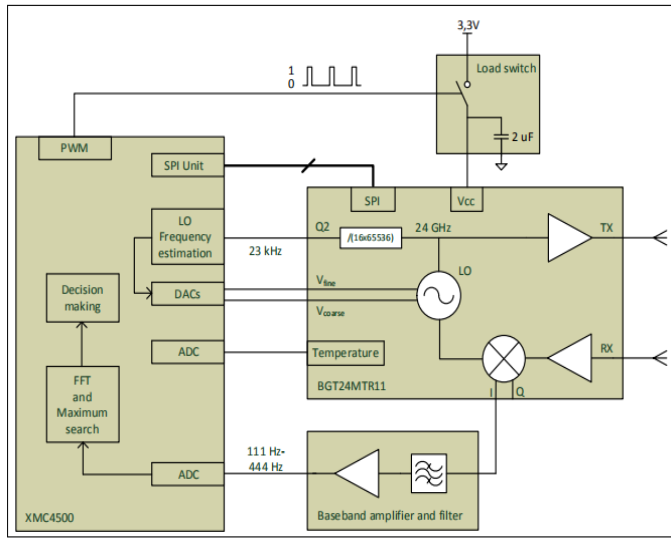 3,3V
Load switch
1
0
2 uF
PWM
SPI Unit
SPI
Vcc
LO
Frequency
estimation
Q2
/(16x65536)
24 GHz
TX
23 kHz
LO
Decision
making
DACs
Vfine
Vcoarse
ADC
Temperature
RX
BGT24MTR11
I
Q
FFT
and
Maximum
search
111 Hz-
444 Hz
ADC
XMC4500
Baseband amplifier and filter